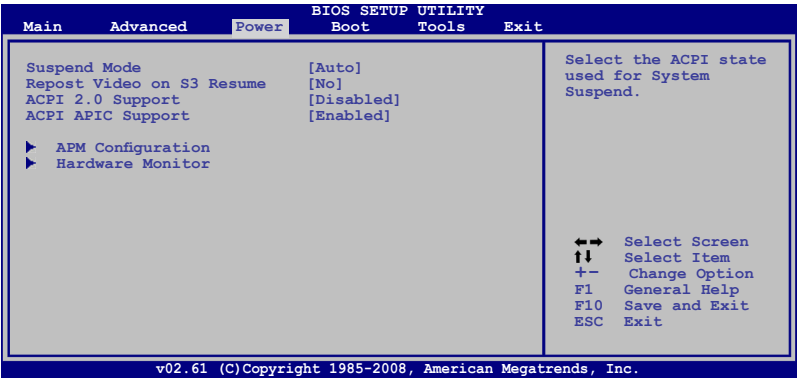 BIOS SETUP UTILITY
Main Advanced Power Boot Tools Exit
Suspend Mode [Auto]
Repost Video on S3 Resume [No]
ACPI 2.0 Support [Disabled]
ACPI APIC Support [Enabled]
APM Configuration
Hardware Monitor
Select the ACPI state
used for System
Suspend.
←→ Select Screen
↑↓ Select Item
+- Change Option
F1 General Help
F10 Save and Exit
ESC Exit
v02.61 (C)Copyright 1985-2008, American Megatrends, Inc.